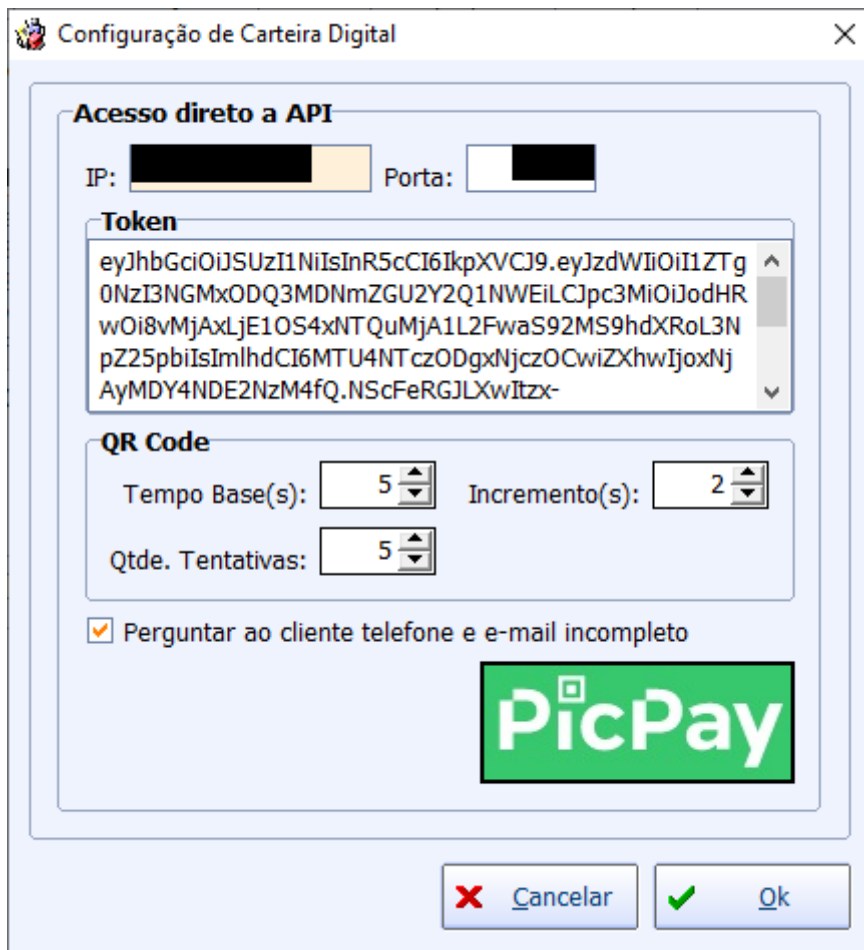 Configuração de Carteira Digital
Acesso direto a API
IP: Porta:
Token
eyJhbGciOiJSUzI1NiIsInR5cCI6IkpXVCJ9.eyJzdWIiOiI1ZTg
0NzI3NGMxODQ3MDNmZGU2Y2Q1NWEiLCJpc3MiOiJodHR
wOi8vMjAxLjE1OS4xNTQuMjA1L2FwaS92MS9hdXRoL3N
pZ25pbiIsImlhdCI6MTU4NTczODgxNjczOCwiZXhwIjoxNj
AyMDY4NDE2NzM4fQ.NScFeRGJLXwItzx-
QR Code
Tempo Base(s): 5 Incremento(s): 2
Qtde. Tentativas: 5
Perguntar ao cliente telefone e e-mail incompleto
PicPay
Cancelar Ok